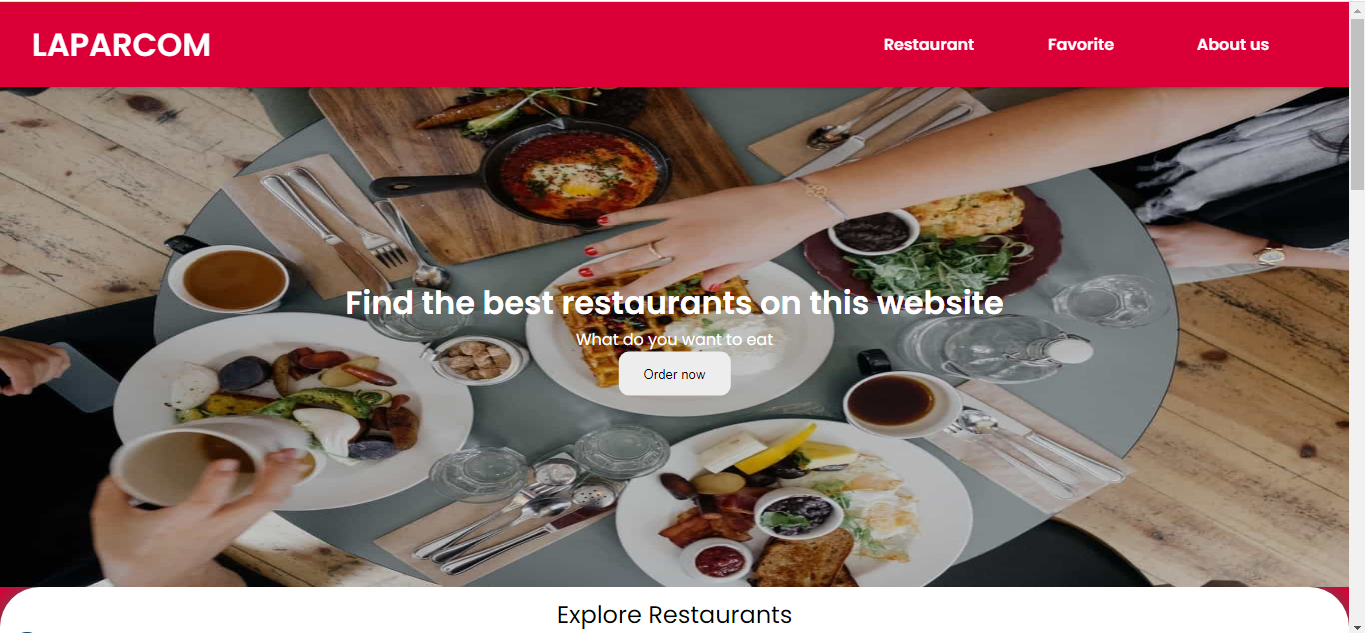 LAPARCOM
Restaurant
Favorite
About us
Find the best restaurants on this website
What do you want to eat
Order now
Explore Restaurants